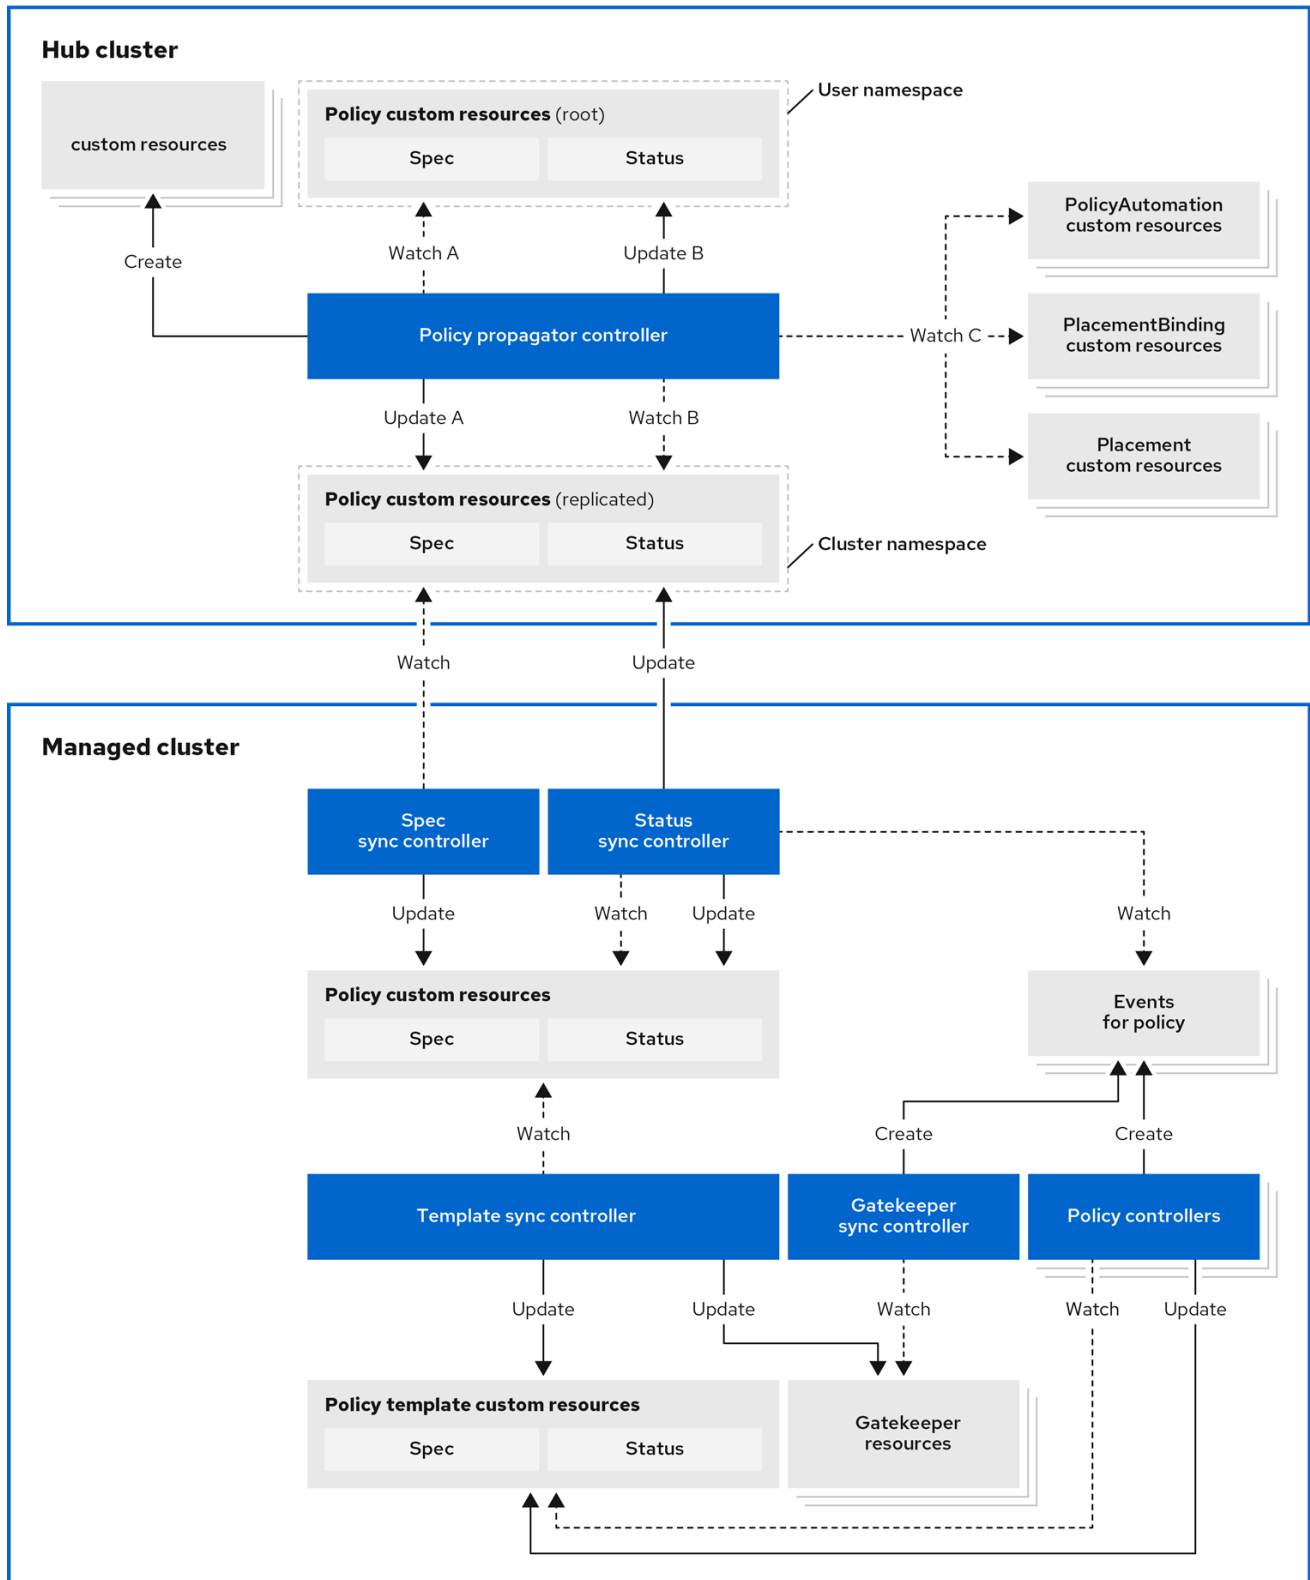 Hub cluster
User namespace
custom resources
Policy custom resources (root)
Spec
Status
PolicyAutomation
custom resources
Create
Watch A
Update B
Policy propagator controller
Watch C
PlacementBinding
custom resources
Update A
Watch B
Placement
custom resources
Policy custom resources (replicated)
Spec
Status
Cluster namespace
Watch
Update
Managed cluster
Spec
sync controller
Status
sync controller
Update
Watch
Update
Watch
Policy custom resources
Spec
Status
Events
for policy
Watch
Create
Create
Template sync controller
Gatekeeper
sync controller
Policy controllers
Update
Update
Watch
Watch
Update
Policy template custom resources
Spec
Status
Gatekeeper
resources